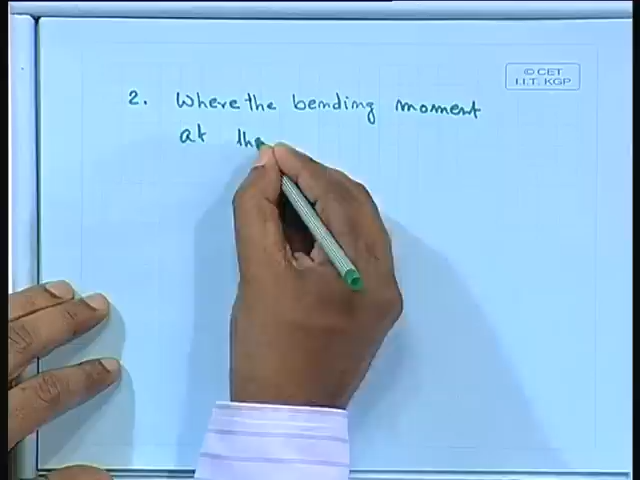 © CET
I.I.T. KGP
2. Where the bending moment
at the